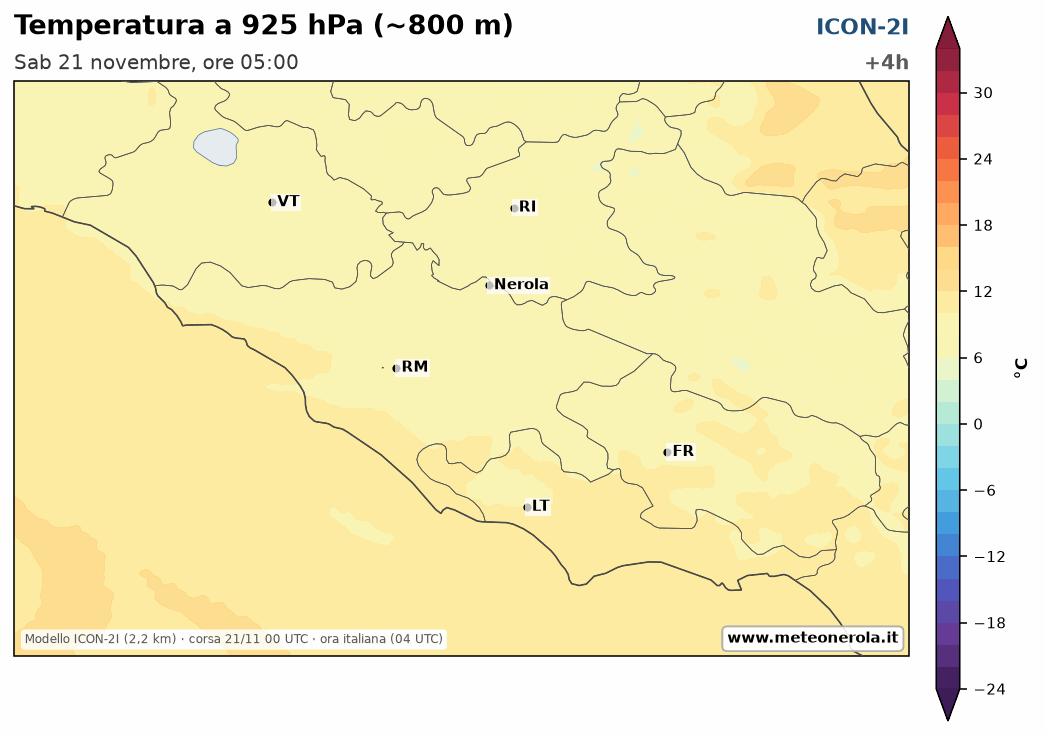 Temperatura a 925 hPa (~800 m)
ICON-2I
Sab 21 novembre, ore 05:00
+4h
VT
RI
Nerola
RM
FR
LT
Modello ICON-2I (2,2 km) · corsa 21/11 00 UTC · ora italiana (04 UTC)
www.meteonerola.it
30
24
18
12
6
0
−6
−12
−18
−24
°C